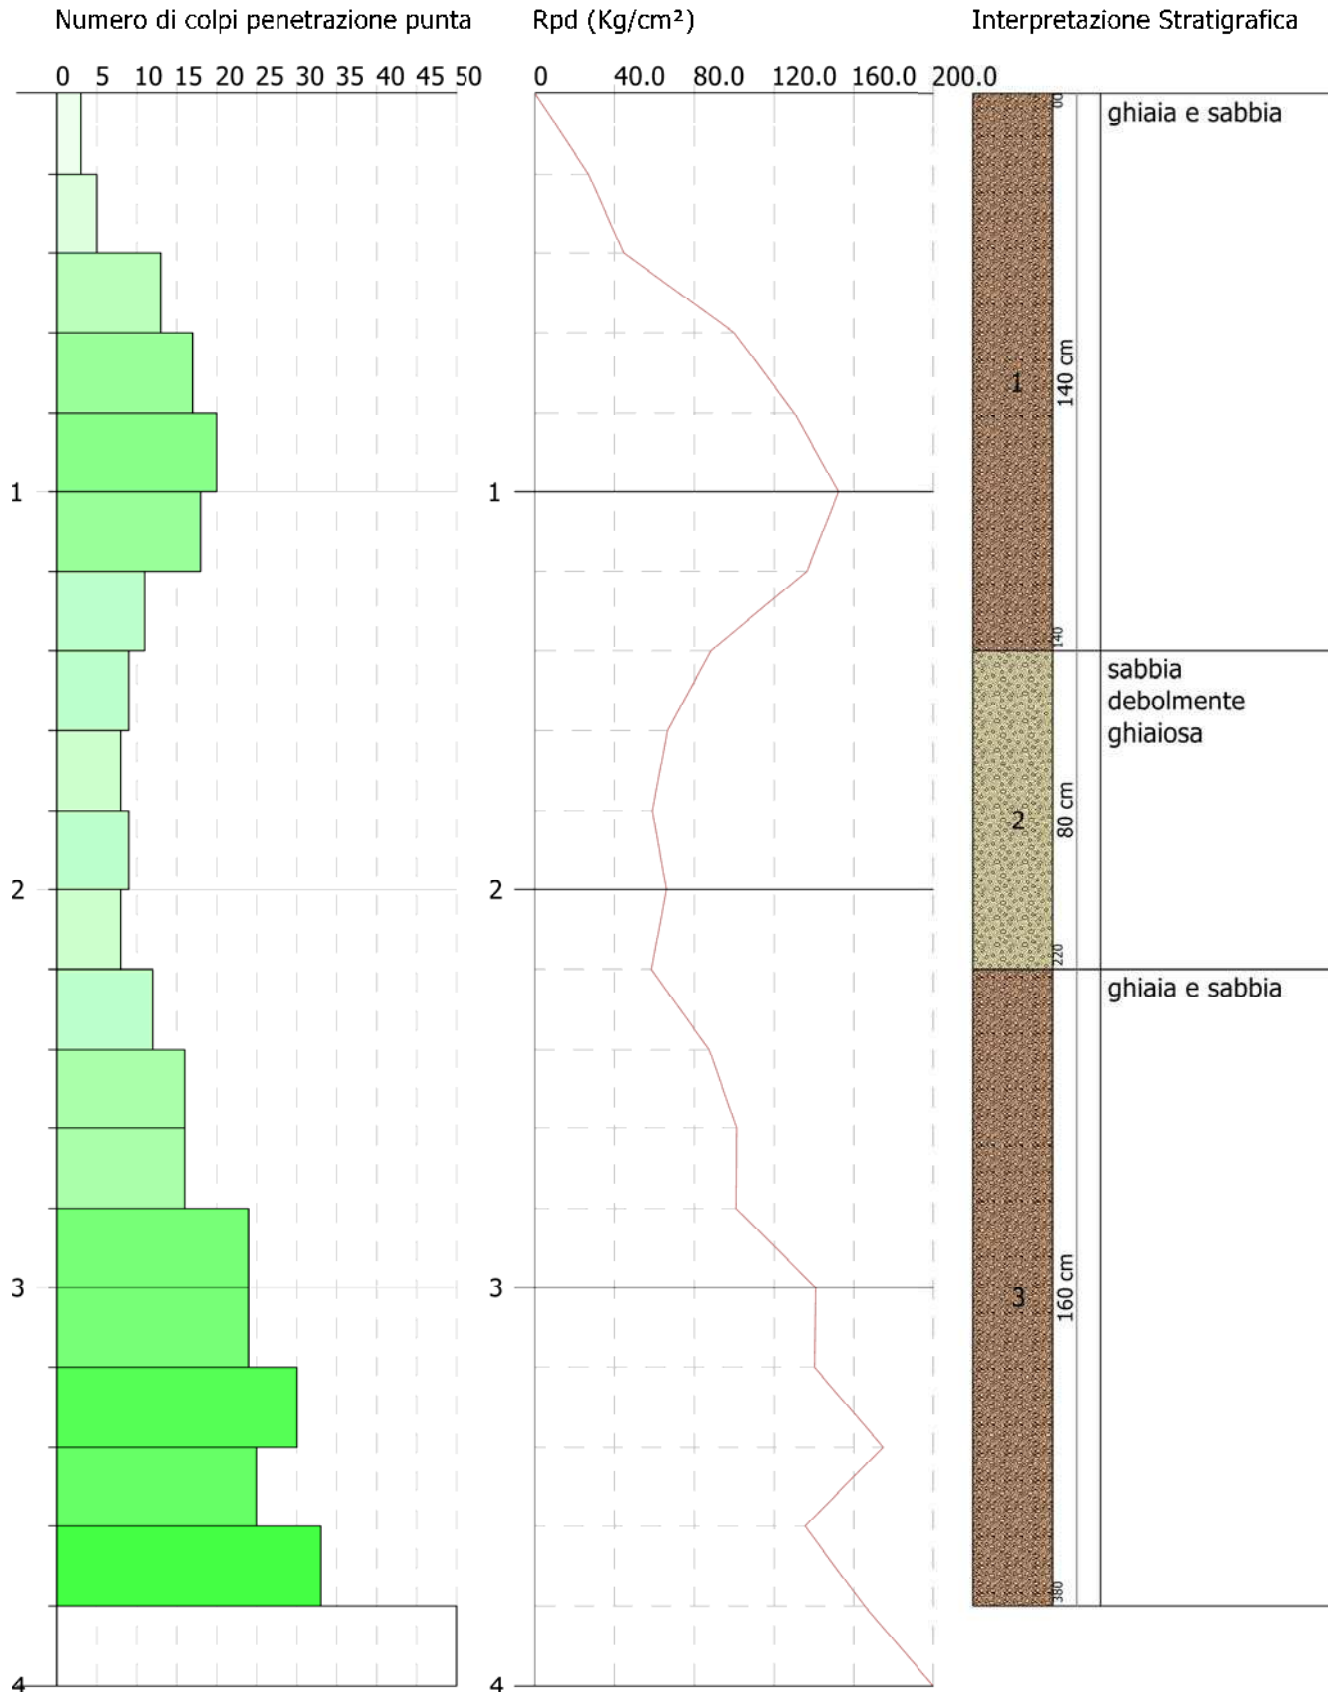 Numero di colpi penetrazione punta
Rpd (Kg/cm²)
Interpretazione Stratigrafica
0 5 10 15 20 25 30 35 40 45 50
0 40.0 80.0 120.0 160.0 200.0
00
ghiaia e sabbia
1
140 cm
1
1
140
sabbia
debolmente
ghiaiosa
2
80 cm
2
2
220
ghiaia e sabbia
3
3
3
160 cm
380
4
4